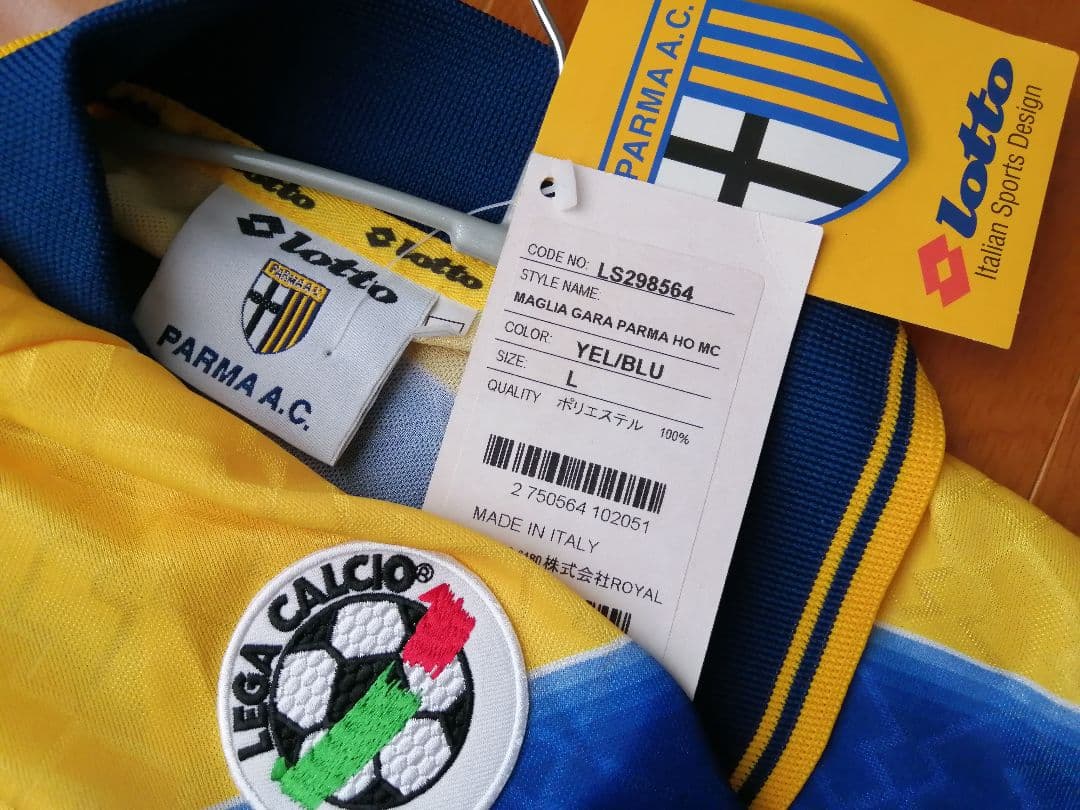 PARMA A.C.
lotto
Italian Sports Design
lotto
lotto
lotto
PARMA A.C.
PARMA A.C.
CODE NO: LS298564
STYLE NAME:
MAGLIA GARA PARMA HO MC
COLOR: YEL/BLU
SIZE: L
QUALITY ポリエステル 100%
2 750564 102051
MADE IN ITALY
株式会社ROYAL
LEGA CALCIO®